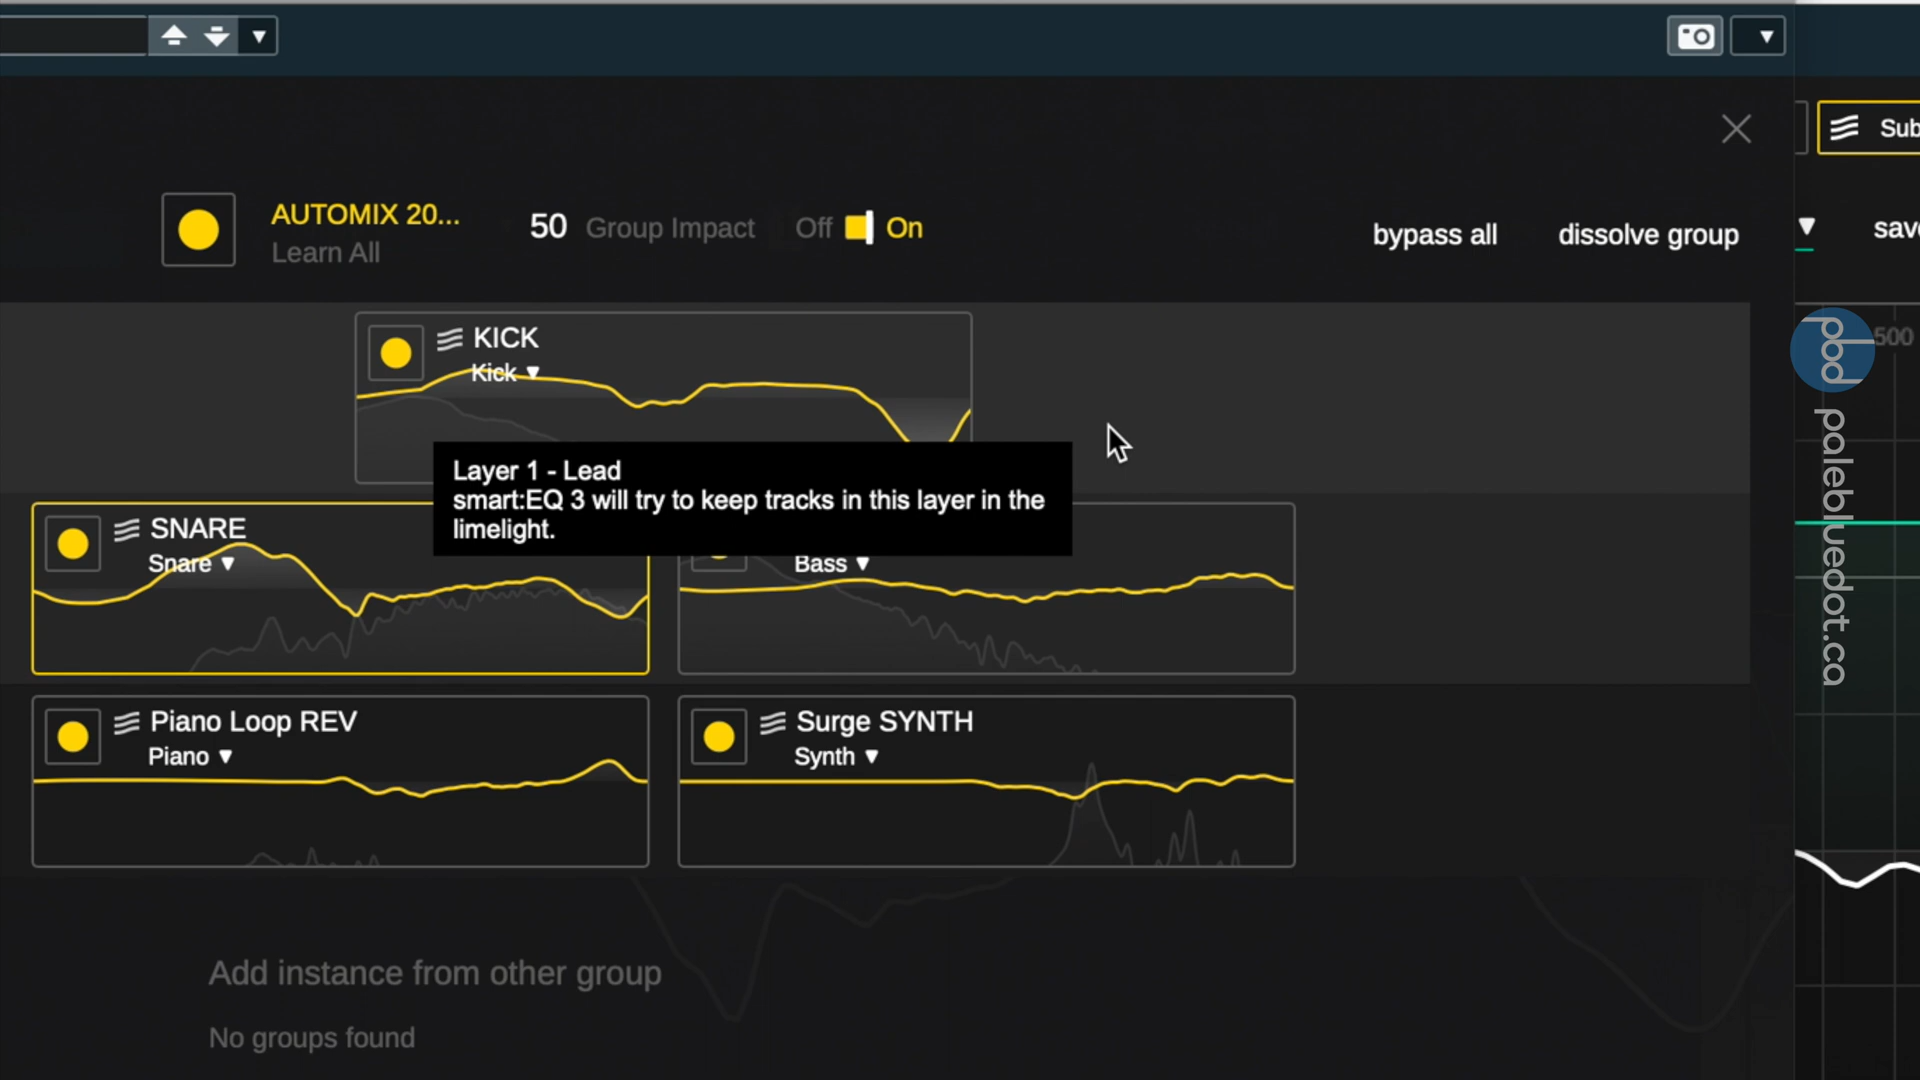 Sub
AUTOMIX 20...
Learn All
50 Group Impact Off On
bypass all
dissolve group
save
500
KICK
Kick
Layer 1 - Lead
smart:EQ 3 will try to keep tracks in this layer in the
limelight.
SNARE
Snare
Bass
Piano Loop REV
Piano
Surge SYNTH
Synth
Add instance from other group
No groups found
pbd
palebluedot.ca